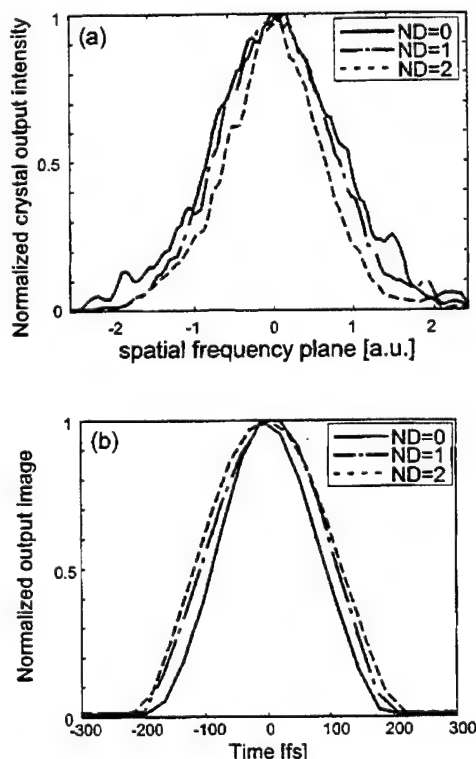 (a)
ND=0
ND=1
ND=2
Normalized crystal output intensity
1
0.5
0
-2
-1
0
1
2
spatial frequency plane [a.u.]
(b)
ND=0
ND=1
ND=2
Normalized output image
1
0.5
0
-300
-200
-100
0
100
200
300
Time [fs]